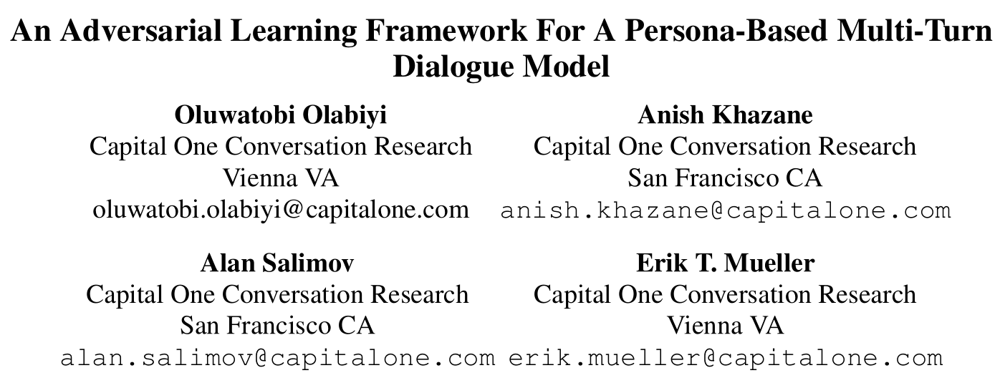 An Adversarial Learning Framework For A Persona-Based Multi-Turn
Dialogue Model
Oluwatobi Olabiyi
Capital One Conversation Research
Vienna VA
oluwatobi.olabiyi@capitalone.com
Anish Khazane
Capital One Conversation Research
San Francisco CA
anish.khazane@capitalone.com
Alan Salimov
Capital One Conversation Research
San Francisco CA
alan.salimov@capitalone.com
Erik T. Mueller
Capital One Conversation Research
Vienna VA
erik.mueller@capitalone.com